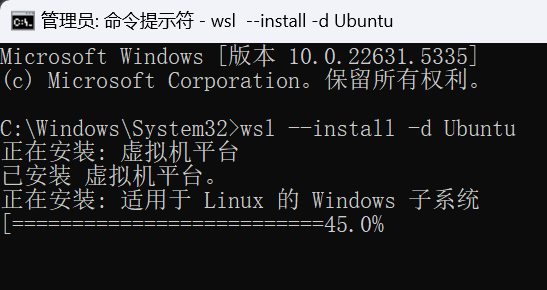 管理员: 命令提示符 - wsl  --install -d Ubuntu
Microsoft Windows [版本 10.0.22631.5335]
(c) Microsoft Corporation。保留所有权利。
C:\Windows\System32>wsl --install -d Ubuntu
正在安装: 虚拟机平台
已安装 虚拟机平台。
正在安装: 适用于 Linux 的 Windows 子系统
[==========================45.0%